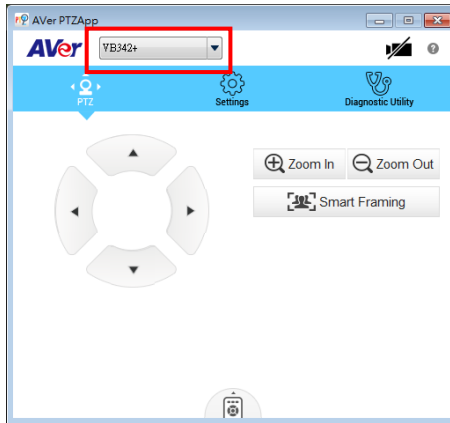 AVer PTZApp
AVer VB342+
PTZ Settings Diagnostic Utility
Zoom In Zoom Out
Smart Framing